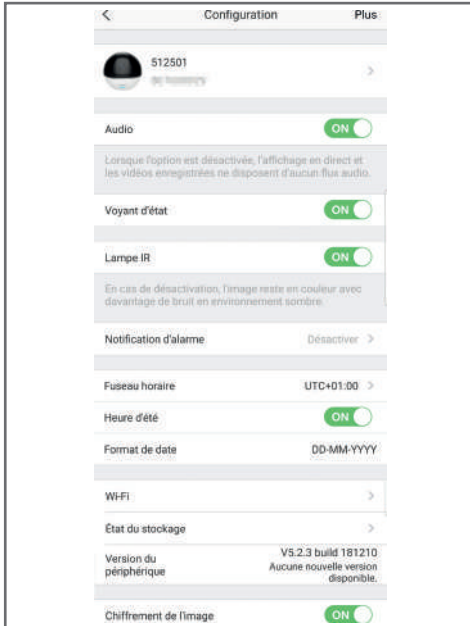 Configuration
Plus
512501
Audio
ON
Lorsque l'option est désactivée, l'affichage en direct et
les vidéos enregistrées ne disposent d'aucun flux audio.
Voyant d'état
ON
Lampe IR
ON
En cas de désactivation, l'image reste en couleur avec
davantage de bruit en environnement sombre.
Notification d'alarme
Désactiver
Fuseau horaire
UTC+01:00
Heure d'été
ON
Format de date
DD-MM-YYYY
Wi-Fi
État du stockage
Version du
périphérique
V5.2.3 build 181210
Aucune nouvelle version
disponible.
Chiffrement de l'image
ON